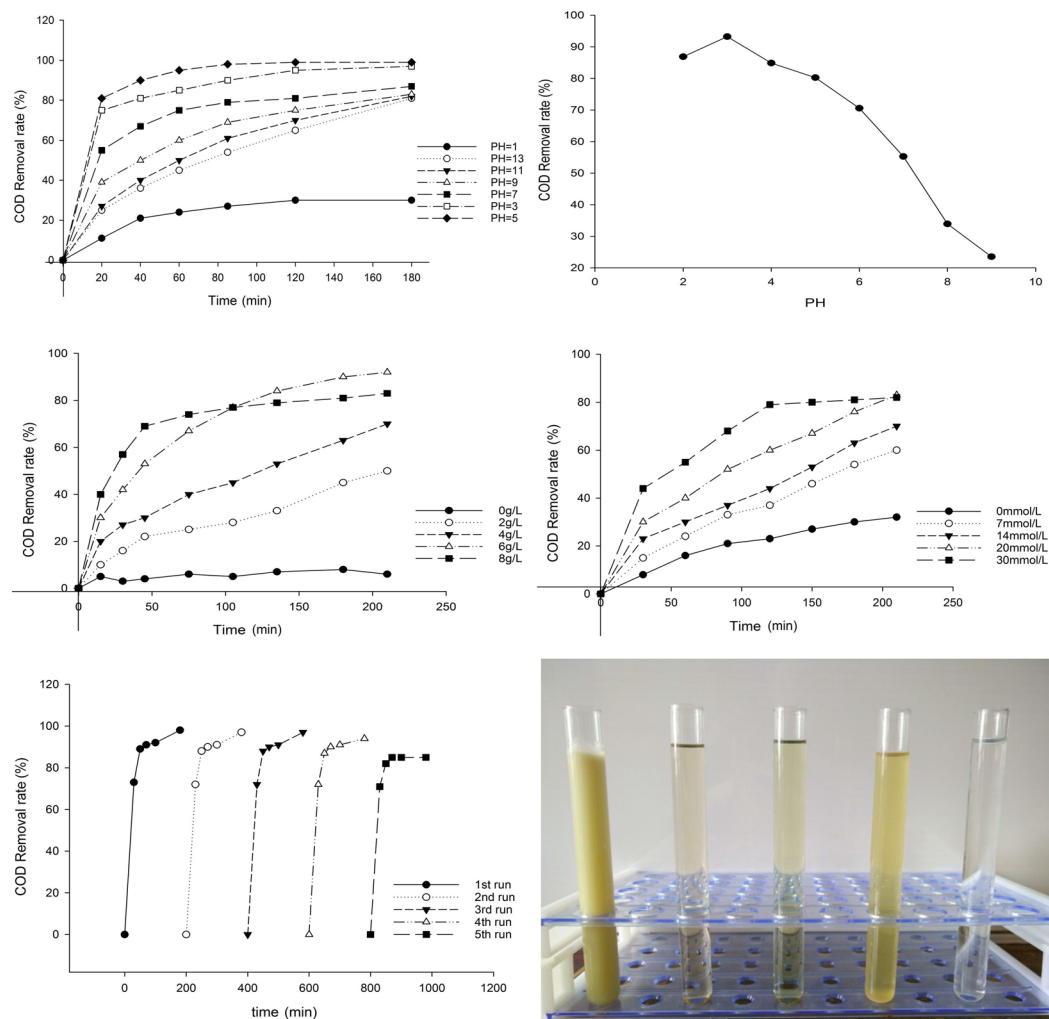 120
100
80
60
40
20
0
COD Removal rate (%)
0 20 40 60 80 100 120 140 160 180
Time (min)
PH=1
PH=13
PH=11
PH=9
PH=7
PH=3
PH=5
100
90
80
70
60
50
40
30
20
COD Removal rate (%)
0 2 4 6 8 10
PH
100
80
60
40
20
0
COD Removal rate (%)
0 50 100 150 200 250
Time (min)
0g/L
2g/L
4g/L
6g/L
8g/L
100
80
60
40
20
0
COD Removal rate (%)
0 50 100 150 200 250
Time (min)
0mmol/L
7mmol/L
14mmol/L
20mmol/L
30mmol/L
120
100
80
60
40
20
0
COD Removal rate (%)
0 200 400 600 800 1000 1200
time (min)
1st run
2nd run
3rd run
4th run
5th run